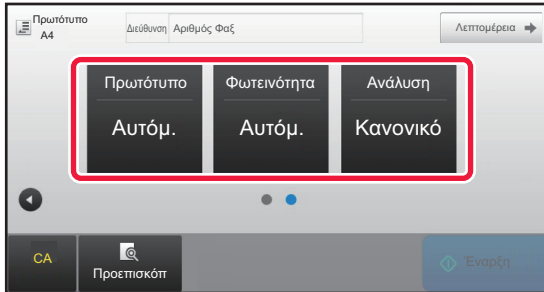 Πρωτότυπο
A4
Διεύθυνση Αριθμός Φαξ
Λεπτομέρεια
Πρωτότυπο Φωτεινότητα Ανάλυση
Αυτόμ. Αυτόμ. Κανονικό
CA
Προεπισκόπ
Έναρξη